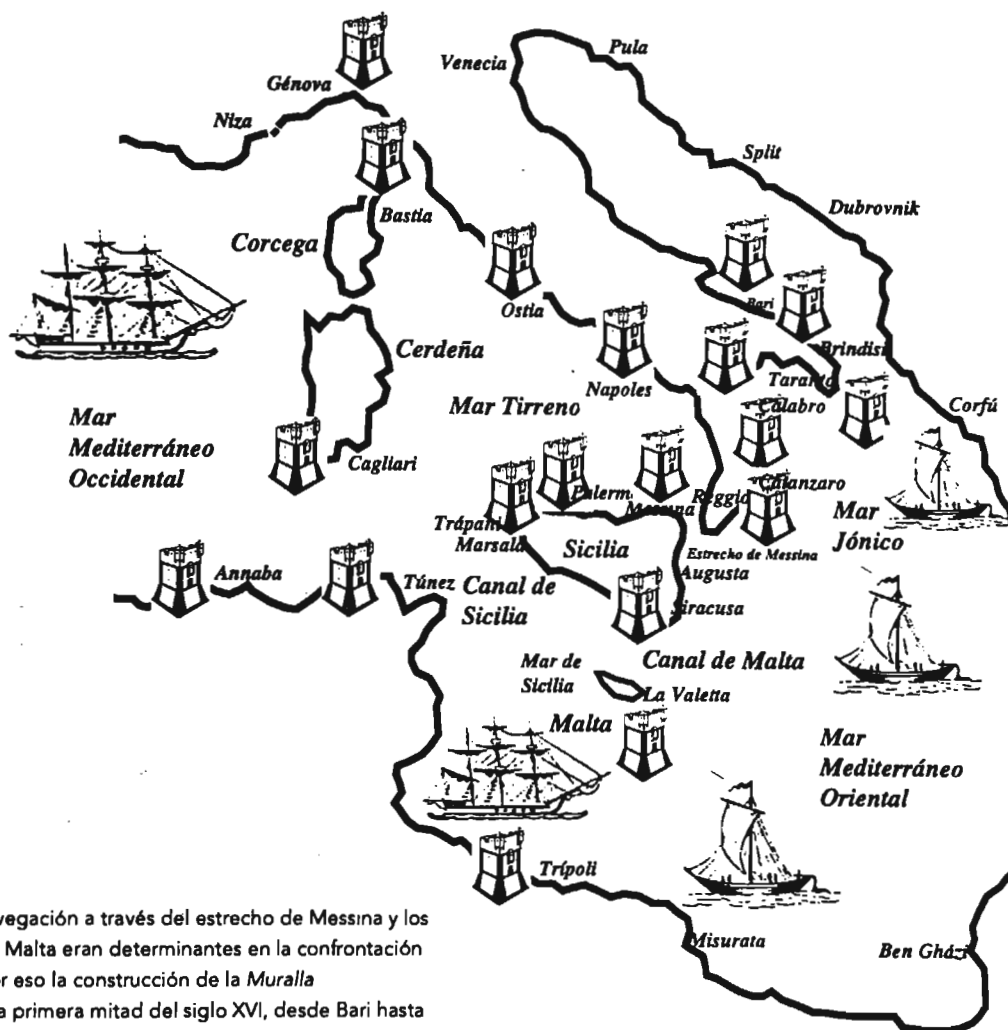 Pula
Venecia
Génova
Niza
Split
Dubrovnik
Bastia
Corcega
Ostia
Bari
Brindisi
Cerdeña
Napoles
Taranto
Calabro
Corfú
Mar Tirreno
Mar
Mediterráneo
Occidental
Cagliari
Catanzaro
Palerm
Messina
Reggio
Mar
Jónico
Trápani
Marsala
Sicilia
Estrecho de Messina
Augusta
Annaba
Túnez
Canal de
Sicilia
Siracusa
Mar de
Sicilia
Canal de Malta
La Valetta
Malta
Mar
Mediterráneo
Oriental
Trípoli
Misurata
Ben Gházi
vegación a través del estrecho de Messina y los
Malta eran determinantes en la confrontación
r eso la construcción de la Muralla
a primera mitad del siglo XVI, desde Bari hasta